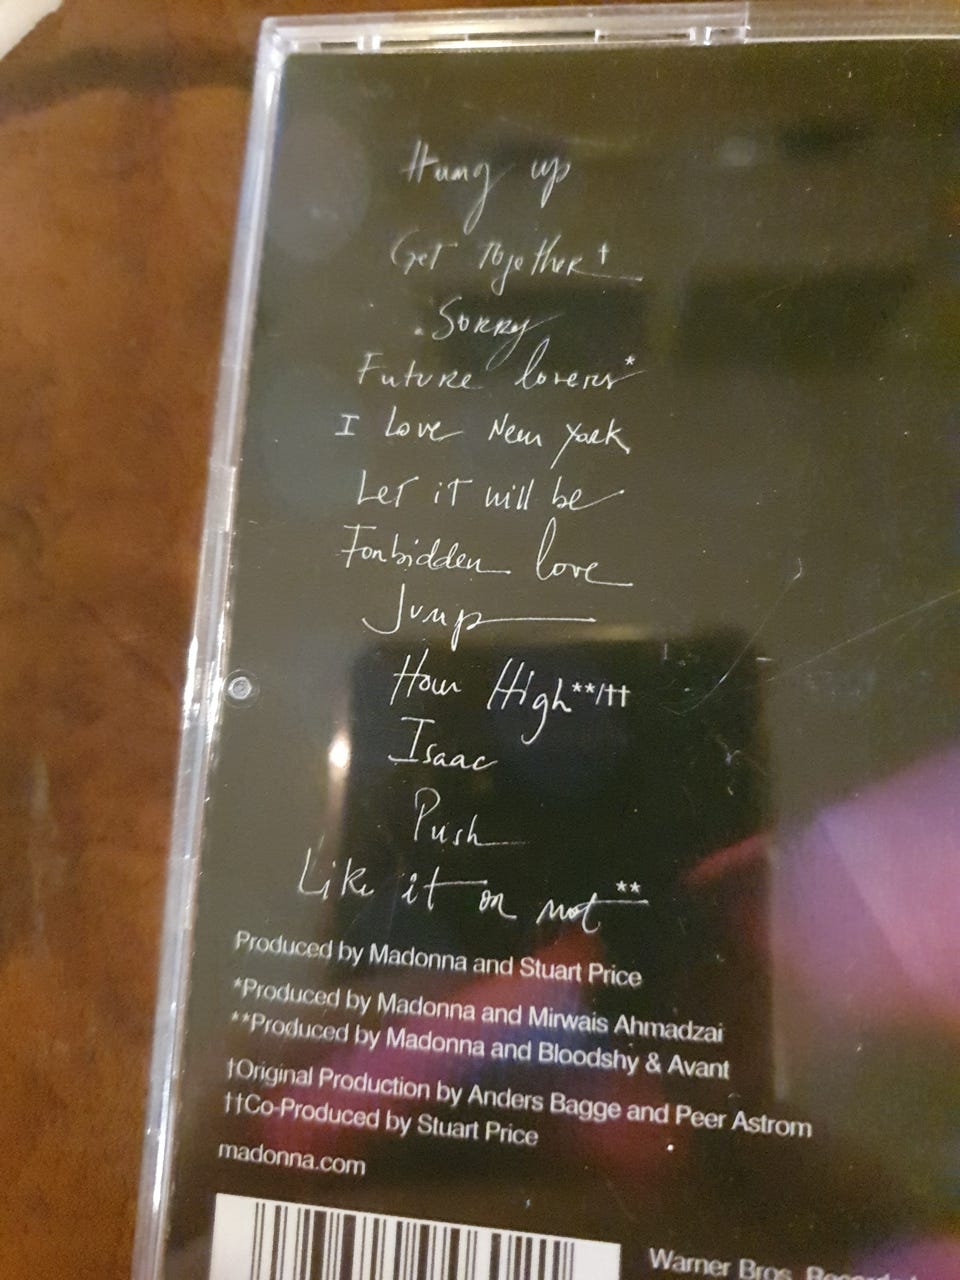 Hung up
Get Together†
Sorry
Future lovers*
I Love New York
Let it will be
Forbidden love
Jump
How High**/††
Isaac
Push
Like it or not**
Produced by Madonna and Stuart Price
*Produced by Madonna and Mirwais Ahmadzai
**Produced by Madonna and Bloodshy & Avant
†Original Production by Anders Bagge and Peer Astrom
††Co-Produced by Stuart Price
madonna.com
Warner Bros.